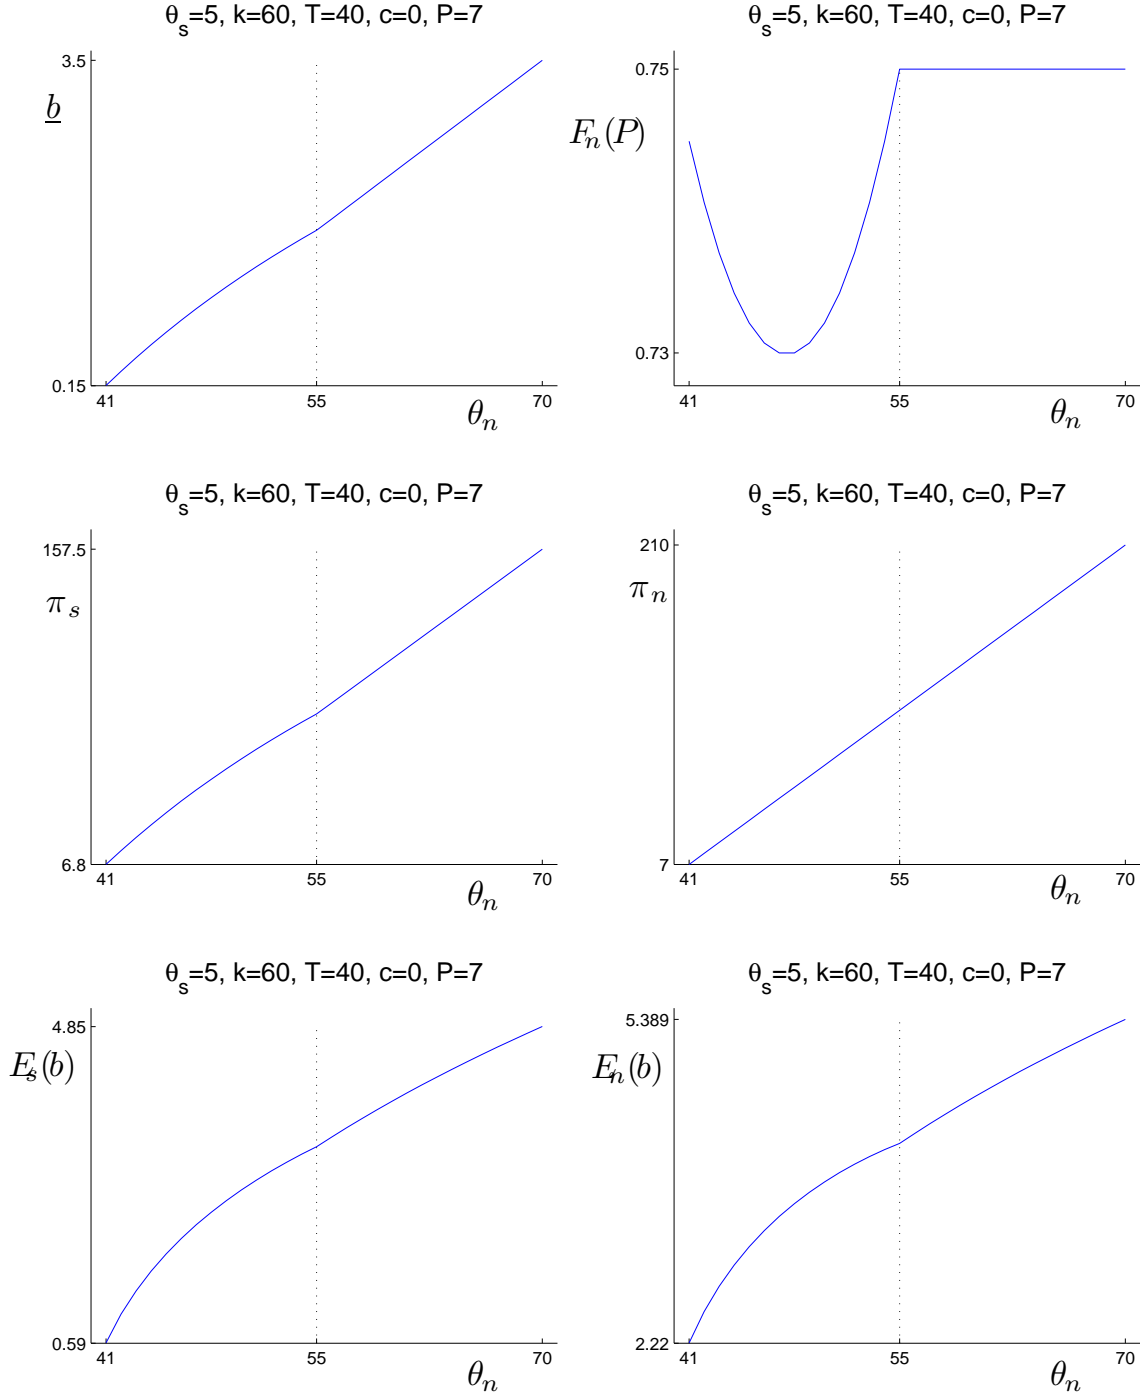 θs=5, k=60, T=40, c=0, P=7
3.5
b
0.15
41
55
70
θn
θs=5, k=60, T=40, c=0, P=7
0.75
Fn(P)
0.73
41
55
70
θn
θs=5, k=60, T=40, c=0, P=7
157.5
πs
6.8
41
55
70
θn
θs=5, k=60, T=40, c=0, P=7
210
πn
7
41
55
70
θn
θs=5, k=60, T=40, c=0, P=7
4.85
Es(b)
0.59
41
55
70
θn
θs=5, k=60, T=40, c=0, P=7
5.389
En(b)
2.22
41
55
70
θn